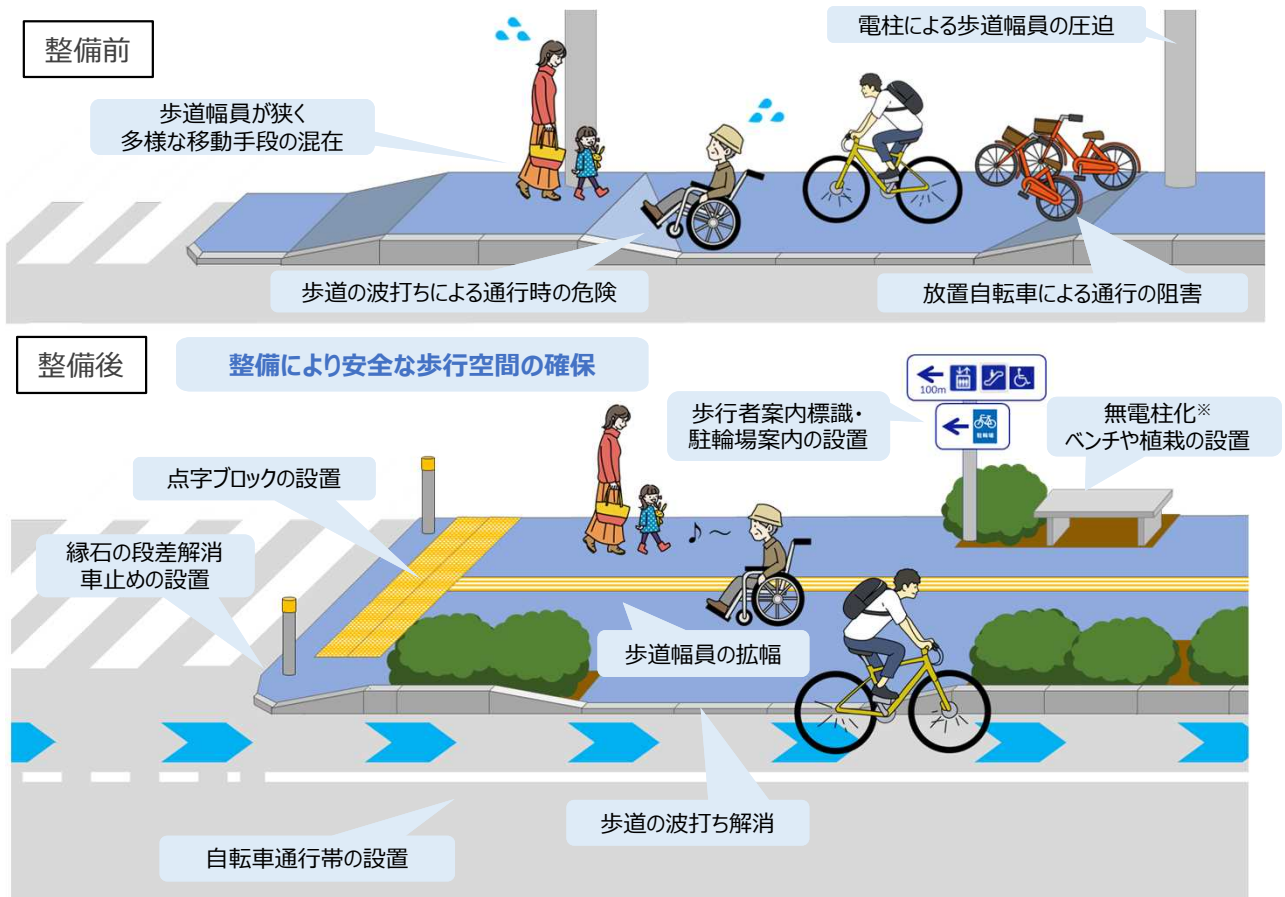 整備前
電柱による歩道幅員の圧迫
歩道幅員が狭く
多様な移動手段の混在
歩道の波打ちによる通行時の危険
放置自転車による通行の阻害
整備後
整備により安全な歩行空間の確保
100m
駐輪場
歩行者案内標識・
駐輪場案内の設置
無電柱化※
ベンチや植栽の設置
点字ブロックの設置
縁石の段差解消
車止めの設置
歩道幅員の拡幅
歩道の波打ち解消
自転車通行帯の設置